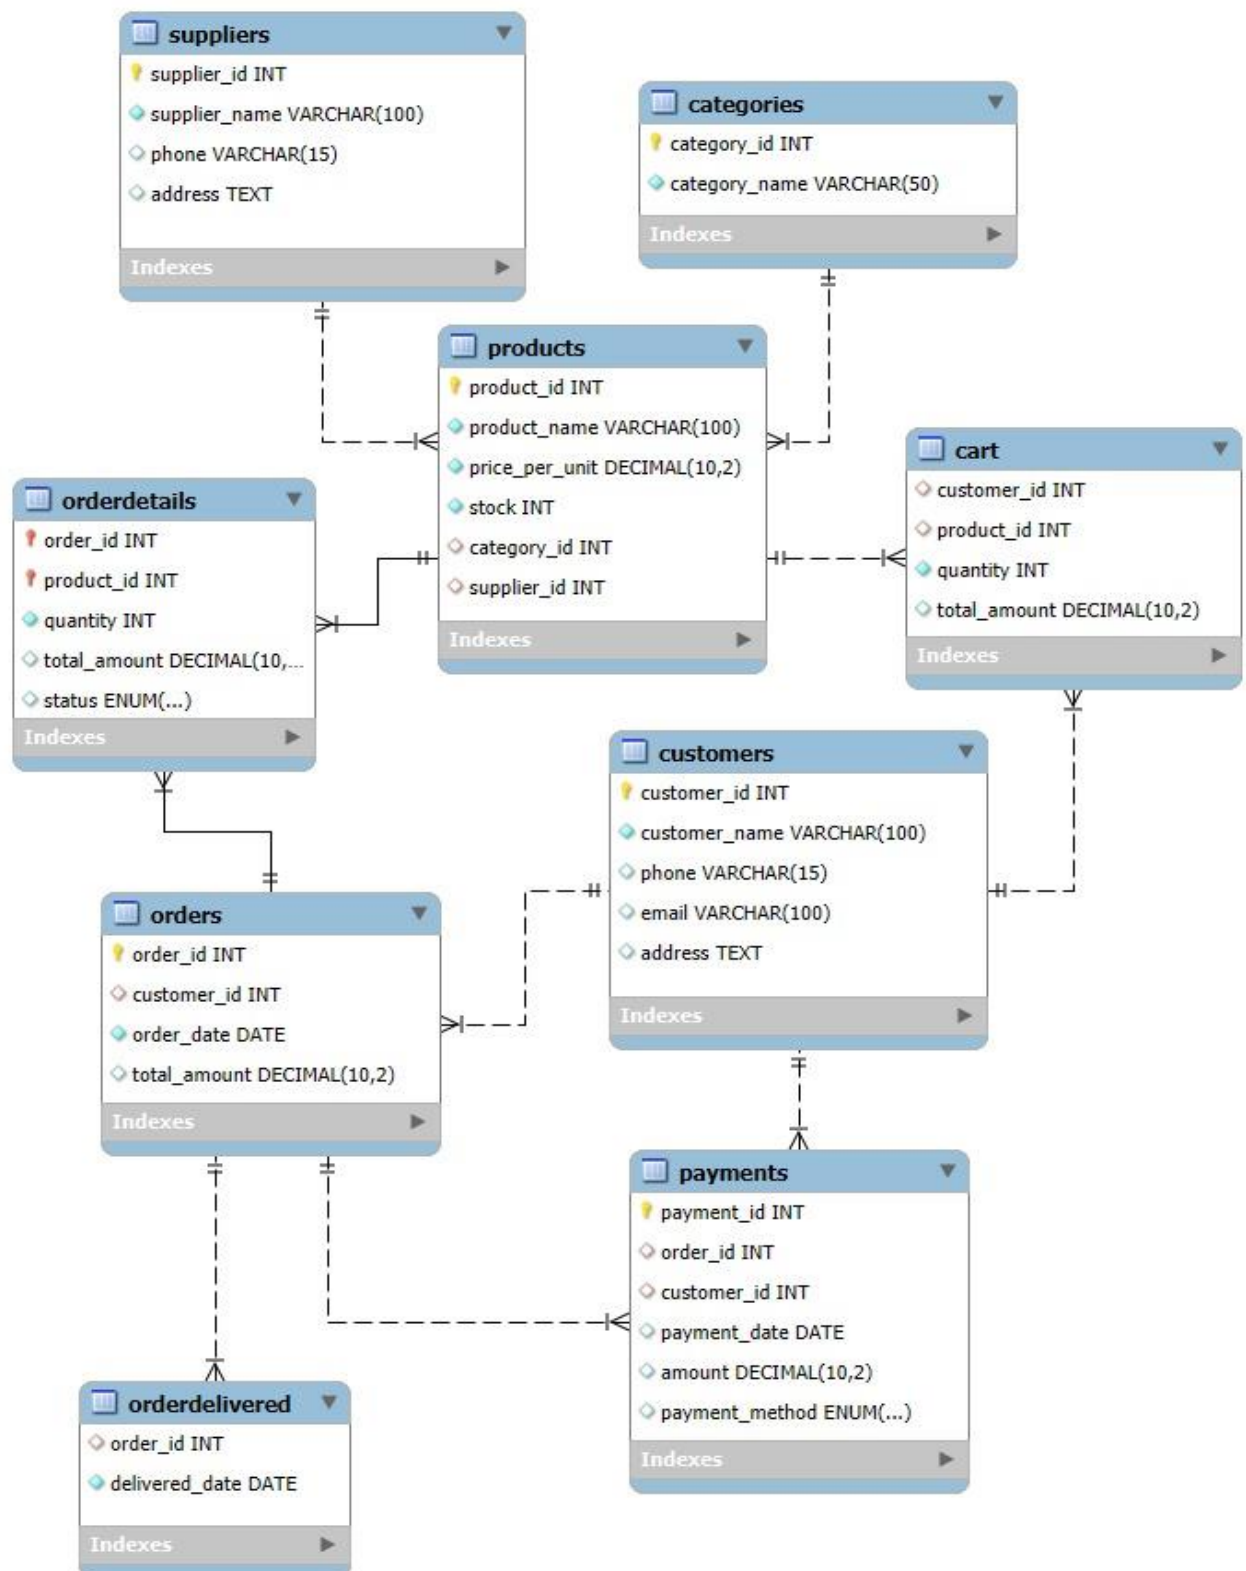 suppliers
supplier_id INT
supplier_name VARCHAR(100)
phone VARCHAR(15)
address TEXT
Indexes
categories
category_id INT
category_name VARCHAR(50)
Indexes
products
product_id INT
product_name VARCHAR(100)
price_per_unit DECIMAL(10,2)
stock INT
category_id INT
supplier_id INT
Indexes
cart
customer_id INT
product_id INT
quantity INT
total_amount DECIMAL(10,2)
Indexes
orderdetails
order_id INT
product_id INT
quantity INT
total_amount DECIMAL(10,...
status ENUM(...)
Indexes
customers
customer_id INT
customer_name VARCHAR(100)
phone VARCHAR(15)
email VARCHAR(100)
address TEXT
Indexes
orders
order_id INT
customer_id INT
order_date DATE
total_amount DECIMAL(10,2)
Indexes
payments
payment_id INT
order_id INT
customer_id INT
payment_date DATE
amount DECIMAL(10,2)
payment_method ENUM(...)
Indexes
orderdelivered
order_id INT
delivered_date DATE
Indexes